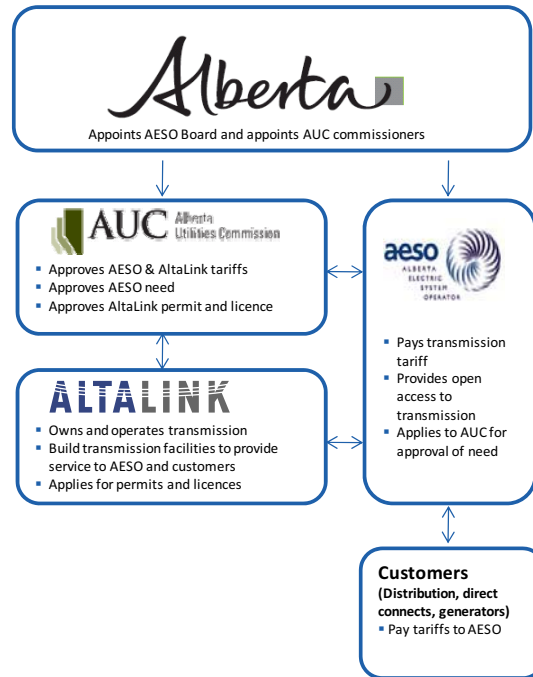 Alberta
Appoints AESO Board and appoints AUC commissioners
AUC Alberta
Utilities Commission
▪ Approves AESO & AltaLink tariffs
▪ Approves AESO need
▪ Approves AltaLink permit and licence
aeso
ALBERTA
ELECTRIC
SYSTEM
OPERATOR
▪ Pays transmission
tariff
▪ Provides open
access to
transmission
▪ Applies to AUC for
approval of need
ALTALINK
▪ Owns and operates transmission
▪ Build transmission facilities to provide
service to AESO and customers
▪ Applies for permits and licences
Customers
(Distribution, direct
connects, generators)
▪ Pay tariffs to AESO